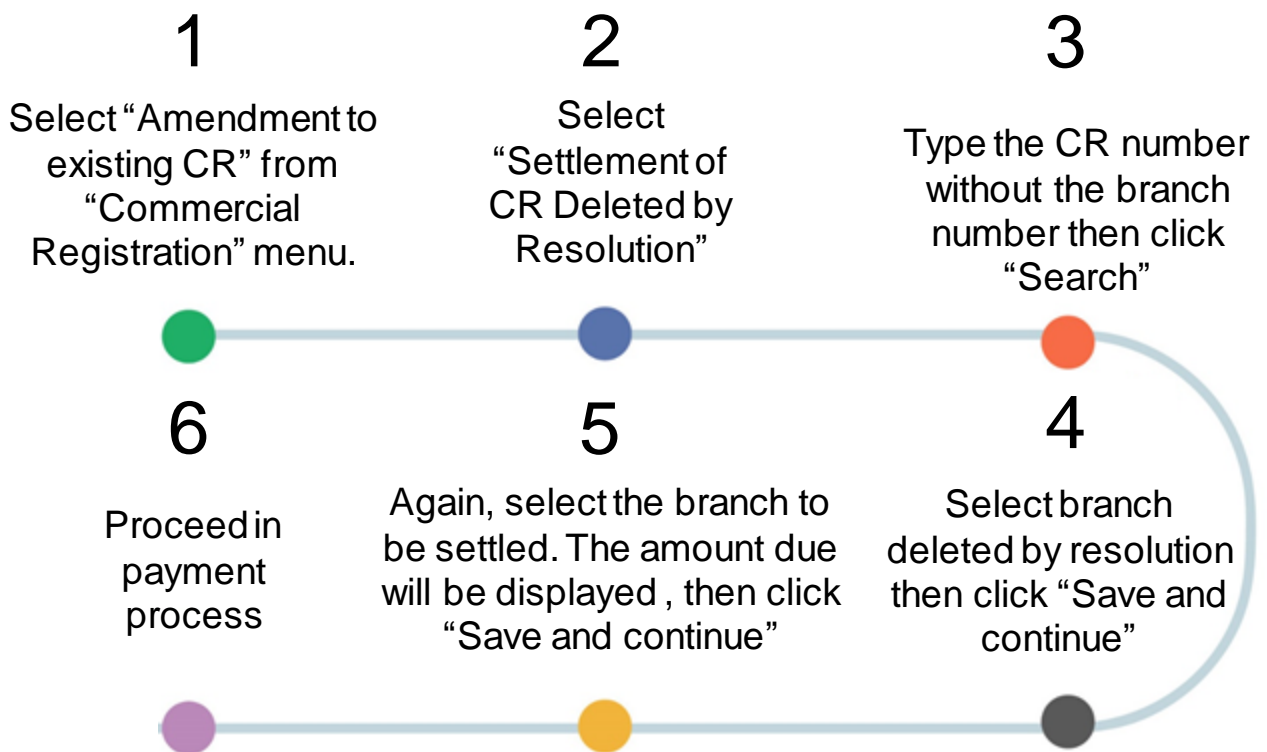 1
Select “Amendment to
existing CR” from
“Commercial
Registration” menu.
2
Select
“Settlement of
CR Deleted by
Resolution”
3
Type the CR number
without the branch
number then click
“Search”
4
Select branch
deleted by resolution
then click “Save and
continue”
5
Again, select the branch to
be settled. The amount due
will be displayed , then click
“Save and continue”
6
Proceed in
payment
process